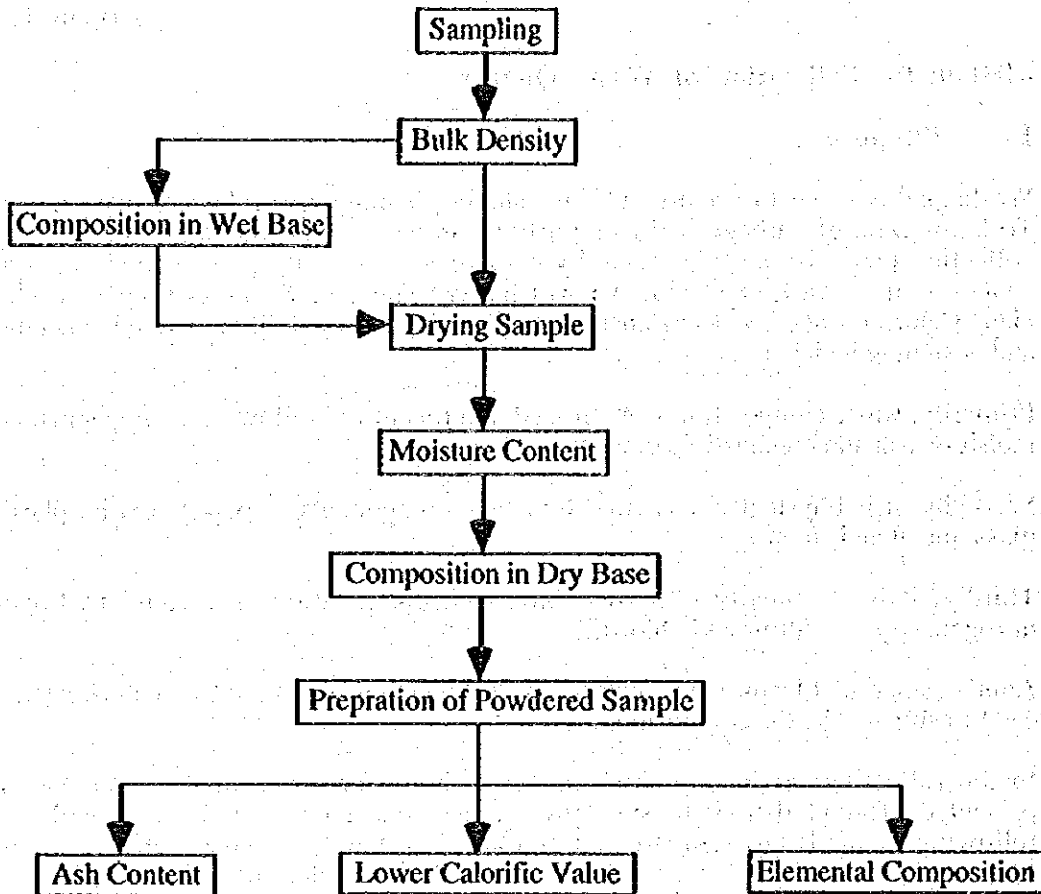 Sampling
Bulk Density
Composition in Wet Base
Drying Sample
Moisture Content
Composition in Dry Base
Prepration of Powdered Sample
Ash Content
Lower Calorific Value
Elemental Composition